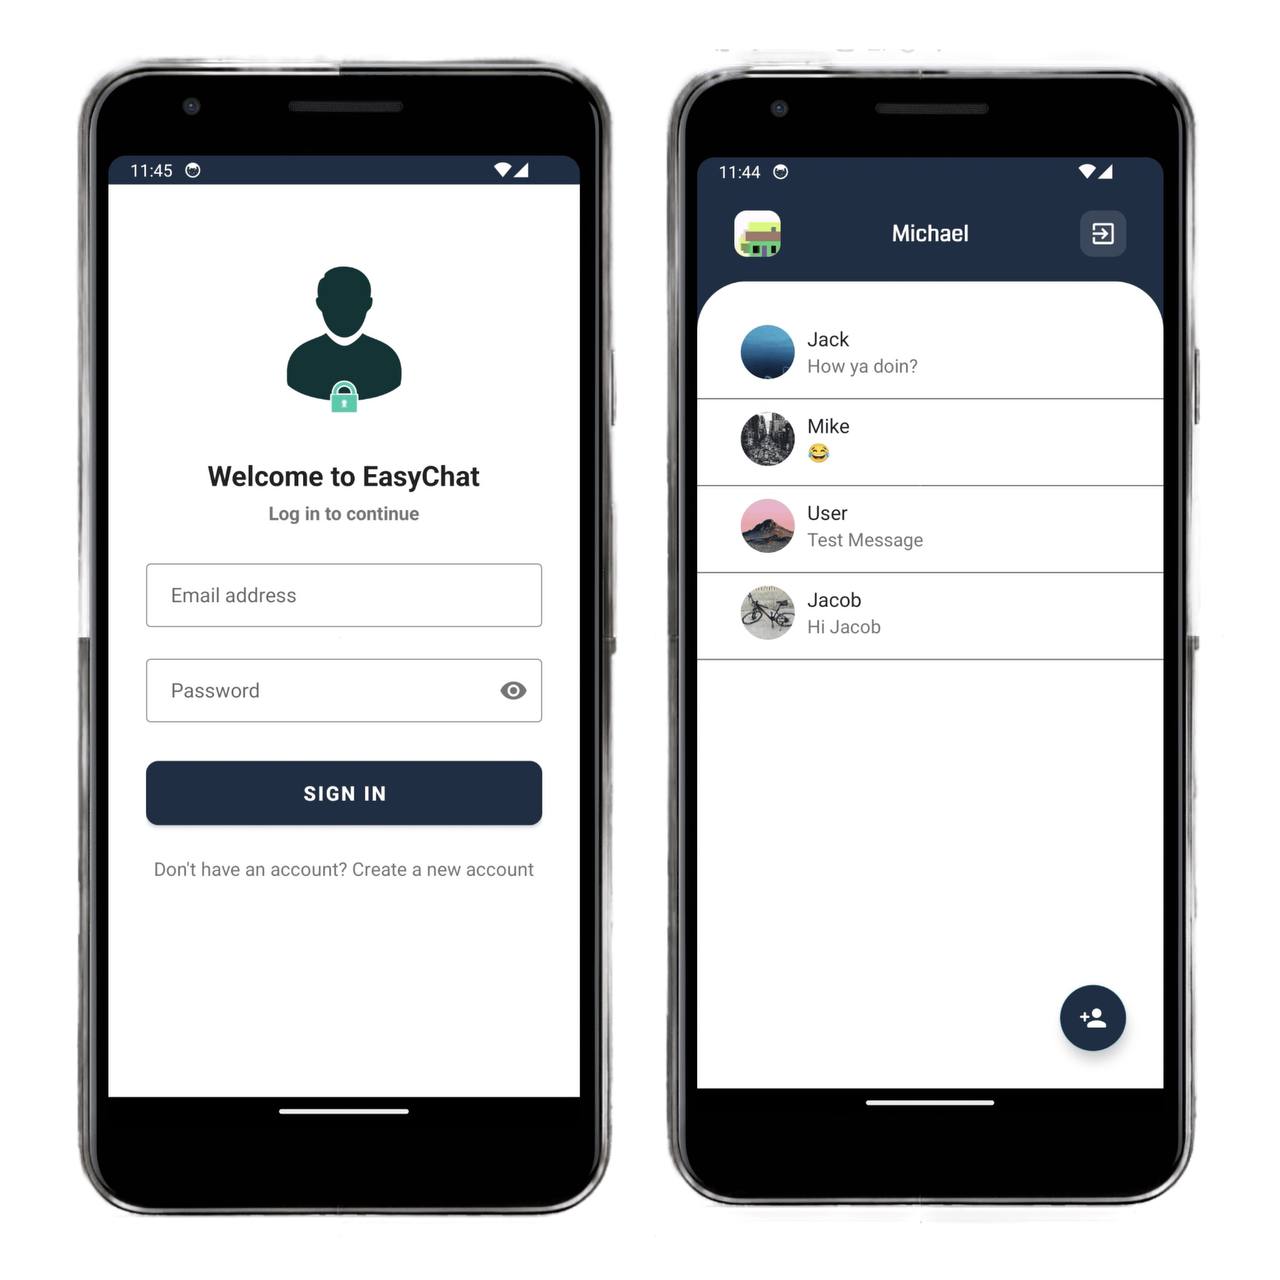 11:45
Welcome to EasyChat
Log in to continue
Email address
Password
SIGN IN
Don't have an account? Create a new account
11:44
Michael
Jack
How ya doin?
Mike
😂
User
Test Message
Jacob
Hi Jacob